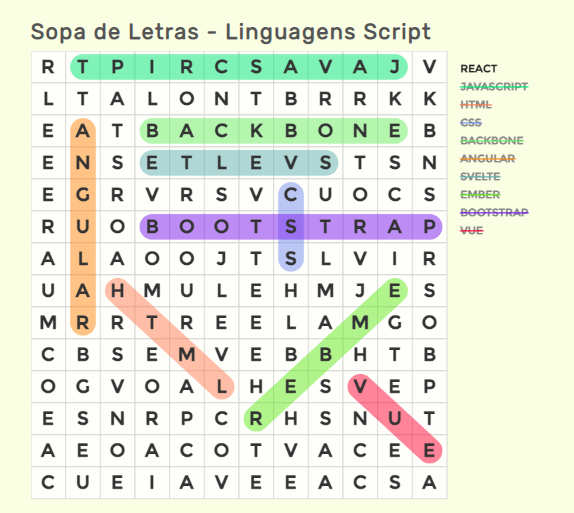 Sopa de Letras - Linguagens Script
R T P I R C S A V A J V
L T A L O N T B R R K K
E A T B A C K B O N E B
E N S E T L E V S T S N
E G R V R S V C U O C S
R U O B O O T S T R A P
A L A O O J T S L V I R
U A H M U L E H M J E S
M R R T R E E L A M G O
C B S E M V E B B H T B
O G V O A L H E S V E P
E S N R P C R H S N U T
A E O A C O T V A C E E
C U E I A V E E A C S A
REACT
JAVASCRIPT
HTML
CSS
BACKBONE
ANGULAR
SVELTE
EMBER
BOOTSTRAP
VUE